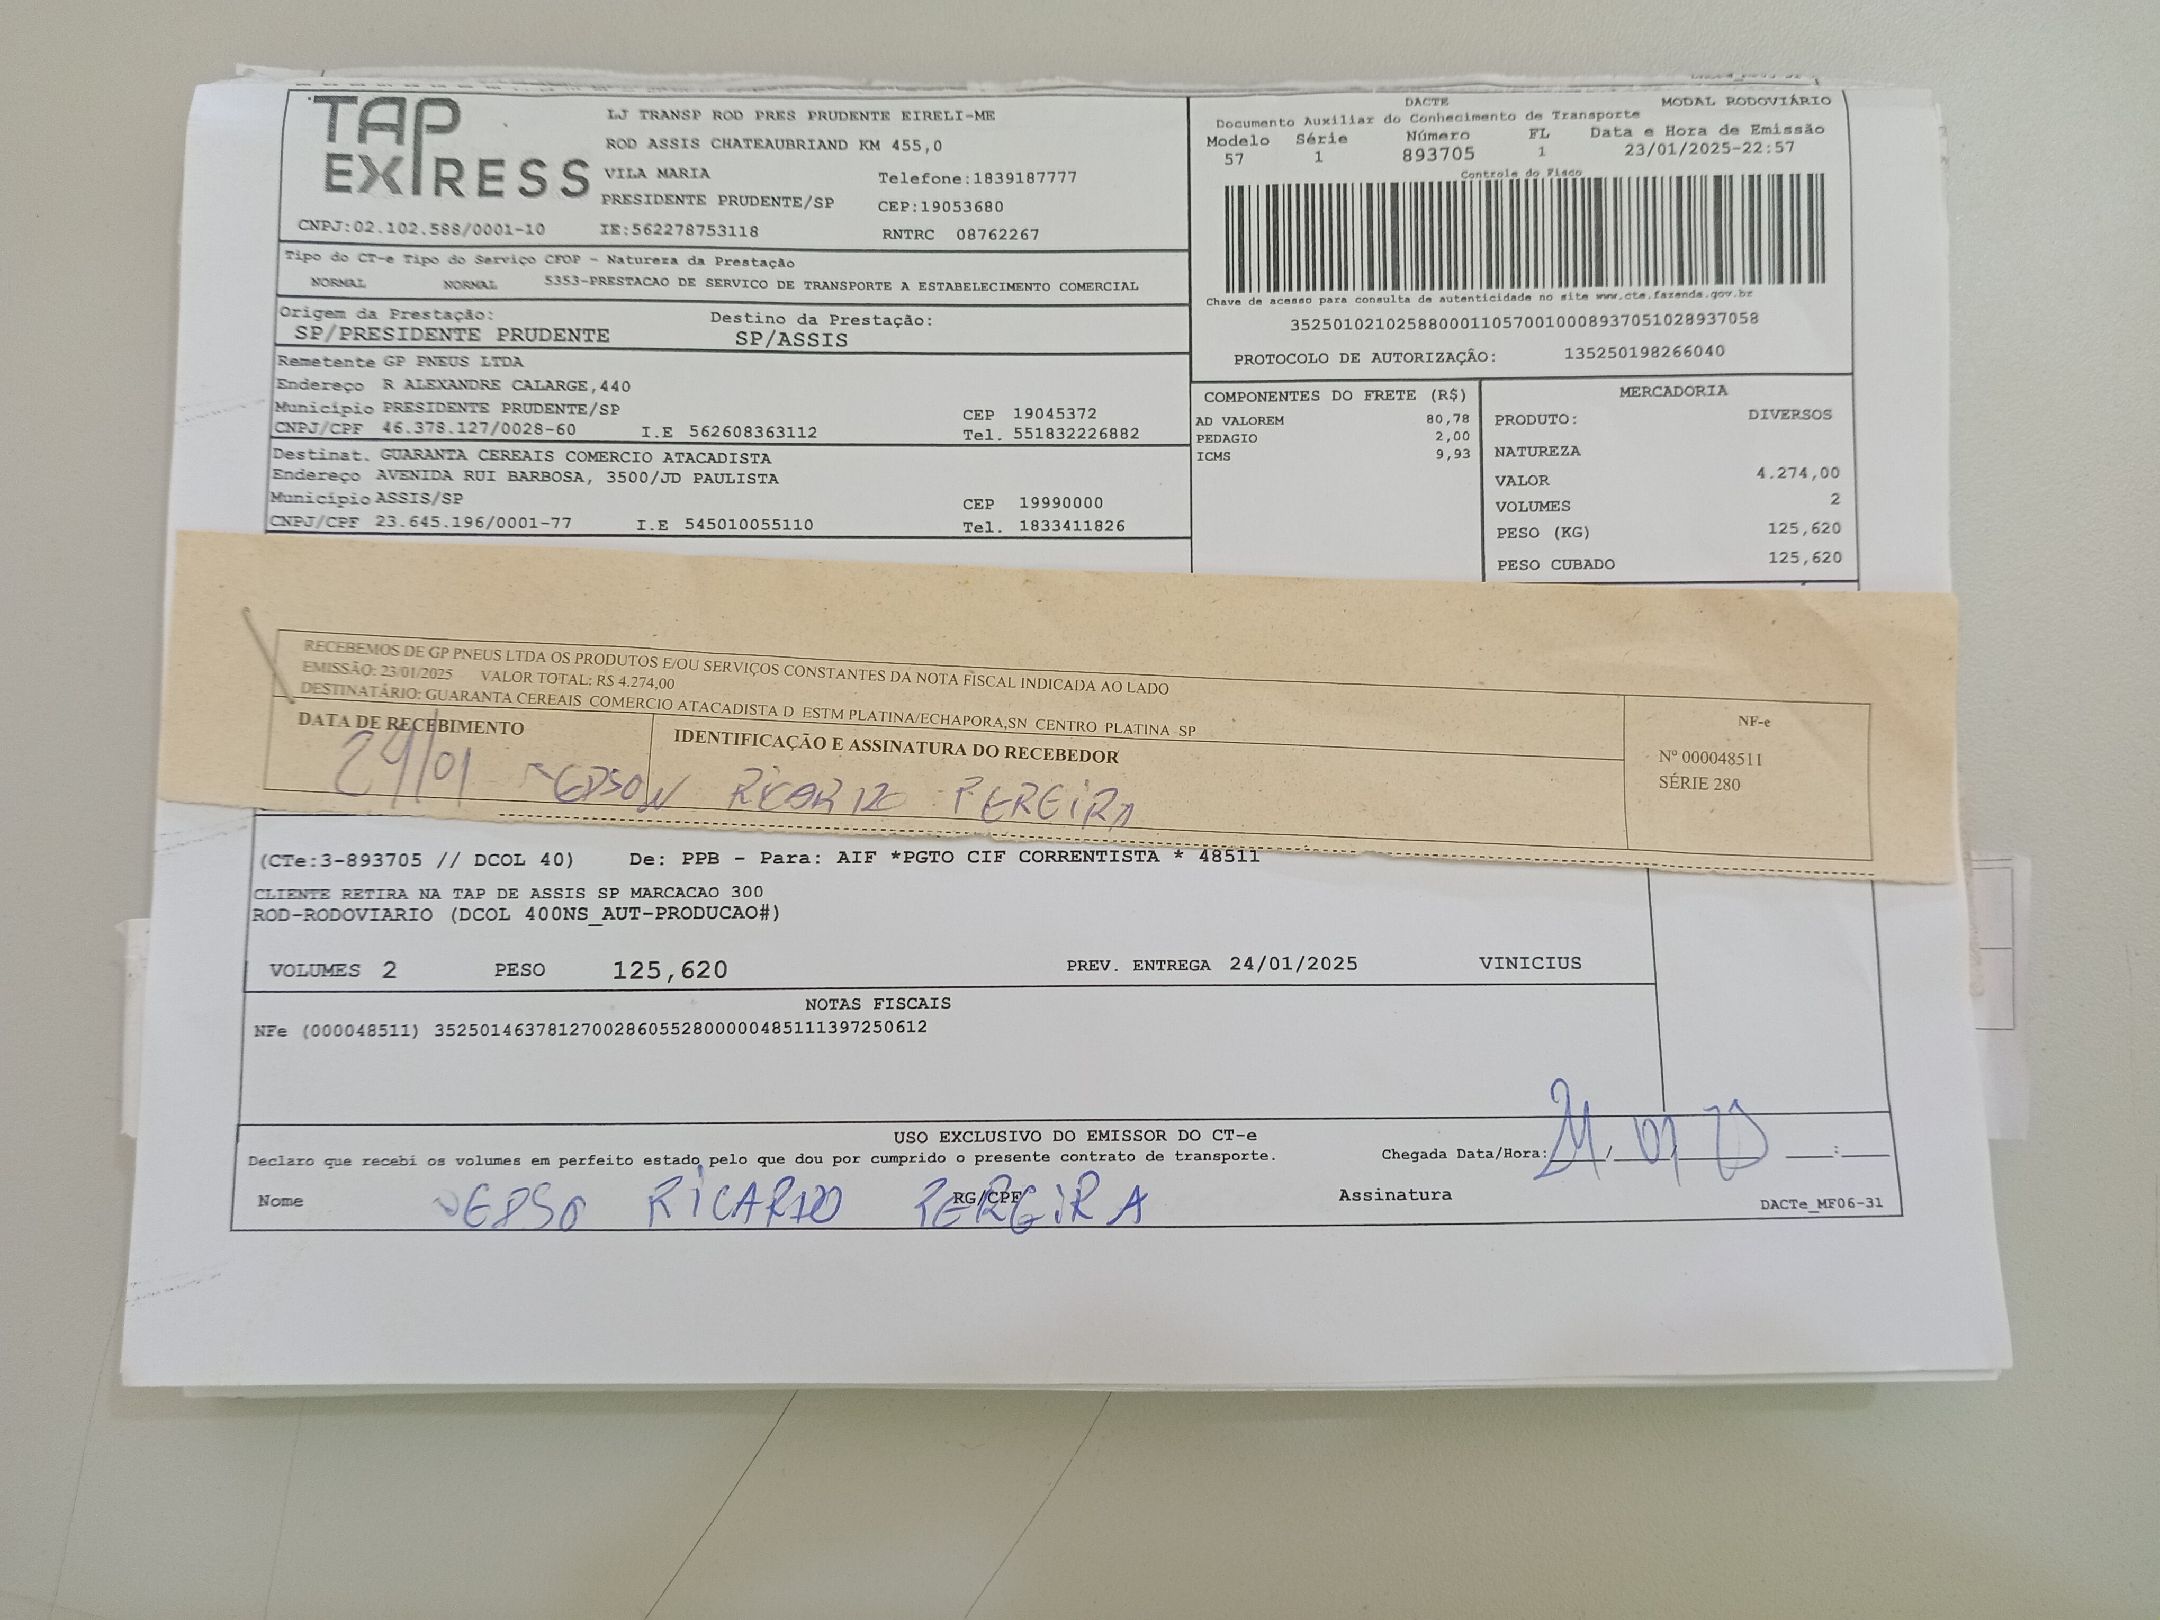 TAP EXPRESS
LJ TRANSP ROD PRES PRUDENTE EIRELI-ME
ROD ASSIS CHATEAUBRIAND KM 455,0
VILA MARIA Telefone:1839187777
PRESIDENTE PRUDENTE/SP CEP:19053680
CNPJ:02.102.588/0001-10 IE:562278753118 RNTRC 08762267
DACTE MODAL RODOVIÁRIO
Documento Auxiliar do Conhecimento de Transporte
Modelo Série Número FL Data e Hora de Emissão
57 1 893705 1 23/01/2025-22:57
Controle do Fisco
Chave de acesso para consulta de autenticidade no site www.cte.fazenda.gov.br
35250102102588000110570010008937051028937058
PROTOCOLO DE AUTORIZAÇÃO: 135250198266040
Tipo do CT-e Tipo do Serviço CFOP - Natureza da Prestação
NORMAL NORMAL 5353-PRESTACAO DE SERVICO DE TRANSPORTE A ESTABELECIMENTO COMERCIAL
Origem da Prestação: Destino da Prestação:
SP/PRESIDENTE PRUDENTE SP/ASSIS
Remetente GP PNEUS LTDA
Endereço R ALEXANDRE CALARGE,440
Município PRESIDENTE PRUDENTE/SP CEP 19045372
CNPJ/CPF 46.378.127/0028-60 I.E 562608363112 Tel. 551832226882
Destinat. GUARANTA CEREAIS COMERCIO ATACADISTA
Endereço AVENIDA RUI BARBOSA, 3500/JD PAULISTA
Município ASSIS/SP CEP 19990000
CNPJ/CPF 23.645.196/0001-77 I.E 545010055110 Tel. 1833411826
COMPONENTES DO FRETE (R$)
AD VALOREM 80,78
PEDAGIO 2,00
ICMS 9,93
MERCADORIA
PRODUTO: DIVERSOS
NATUREZA
VALOR 4.274,00
VOLUMES 2
PESO (KG) 125,620
PESO CUBADO 125,620
RECEBEMOS DE GP PNEUS LTDA OS PRODUTOS E/OU SERVIÇOS CONSTANTES DA NOTA FISCAL INDICADA AO LADO
EMISSÃO: 23/01/2025 VALOR TOTAL: R$ 4.274,00
DESTINATÁRIO: GUARANTA CEREAIS COMERCIO ATACADISTA D ESTM PLATINA/ECHAPORA,SN CENTRO PLATINA SP
DATA DE RECEBIMENTO IDENTIFICAÇÃO E ASSINATURA DO RECEBEDOR
24/01 RICARDO PEREIRA
NF-e
Nº 000048511
SÉRIE 280
(CTe:3-893705 // DCOL 40) De: PPB - Para: AIF *PGTO CIF CORRENTISTA * 48511
CLIENTE RETIRA NA TAP DE ASSIS SP MARCACAO 300
ROD-RODOVIARIO (DCOL 400NS_AUT-PRODUCAO#)
VOLUMES 2 PESO 125,620 PREV. ENTREGA 24/01/2025 VINICIUS
NOTAS FISCAIS
NFe (000048511) 35250146378127002860552800000485111397250612
USO EXCLUSIVO DO EMISSOR DO CT-e
Declaro que recebi os volumes em perfeito estado pelo que dou por cumprido o presente contrato de transporte. Chegada Data/Hora:
Nome RICARDO PEREIRA RG/CPF Assinatura DACTe_MF06-31